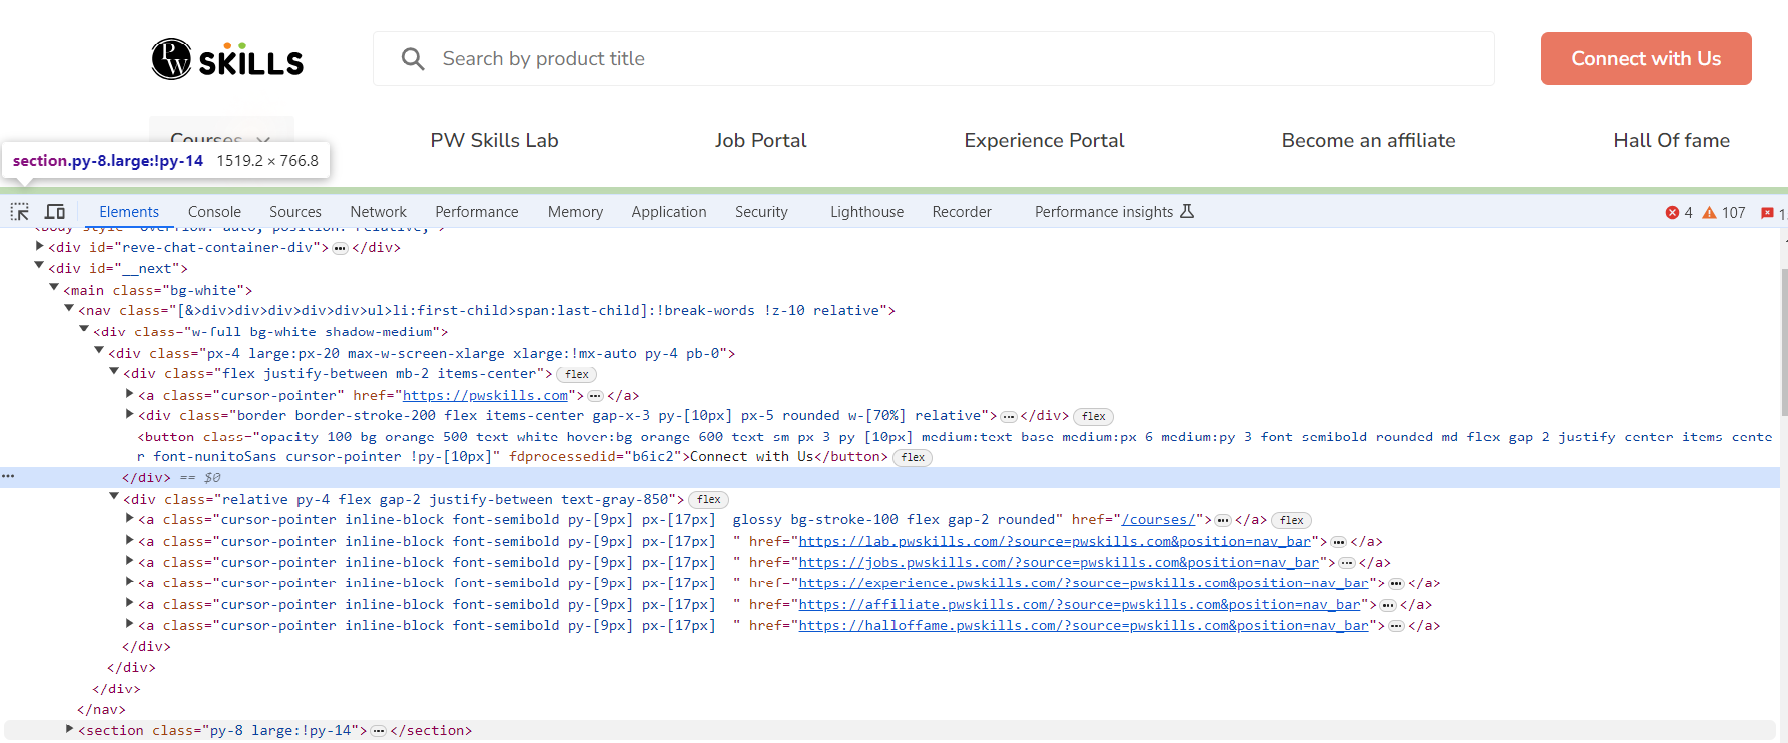 PW SKILLS
Search by product title
Connect with Us
Courses
PW Skills Lab
Job Portal
Experience Portal
Become an affiliate
Hall Of fame
section.py-8.large:!py-14 1519.2 × 766.8
Elements Console Sources Network Performance Memory Application Security Lighthouse Recorder Performance insights 4 107 1
<body style="overflow: auto; position: relative;">
<div id="reve-chat-container-div"> ••• </div>
<div id="__next">
<main class="bg-white">
<nav class="[&>div>div>div>div>div>ul>li:first-child>span:last-child]:!break-words !z-10 relative">
<div class="w-full bg-white shadow-medium">
<div class="px-4 large:px-20 max-w-screen-xlarge xlarge:!mx-auto py-4 pb-0">
<div class="flex justify-between mb-2 items-center"> flex
<a class="cursor-pointer" href="https://pwskills.com"> ••• </a>
<div class="border border-stroke-200 flex items-center gap-x-3 py-[10px] px-5 rounded w-[70%] relative"> ••• </div> flex
<button class="opacity-100 bg-orange-500 text-white hover:bg-orange-600 text-sm px-3 py-[10px] medium:text-base medium:px-6 medium:py-3 font-semibold rounded-md flex gap-2 justify-center items-cente
r font-nunitoSans cursor-pointer !py-[10px]" fdprocessedid="b6ic2">Connect with Us</button> flex
••• </div> == $0
<div class="relative py-4 flex gap-2 justify-between text-gray-850"> flex
<a class="cursor-pointer inline-block font-semibold py-[9px] px-[17px]  glossy bg-stroke-100 flex gap-2 rounded" href="/courses/"> ••• </a> flex
<a class="cursor-pointer inline-block font-semibold py-[9px] px-[17px]  " href="https://lab.pwskills.com/?source=pwskills.com&position=nav_bar"> ••• </a>
<a class="cursor-pointer inline-block font-semibold py-[9px] px-[17px]  " href="https://jobs.pwskills.com/?source=pwskills.com&position=nav_bar"> ••• </a>
<a class="cursor-pointer inline-block font-semibold py-[9px] px-[17px]  " href="https://experience.pwskills.com/?source=pwskills.com&position=nav_bar"> ••• </a>
<a class="cursor-pointer inline-block font-semibold py-[9px] px-[17px]  " href="https://affiliate.pwskills.com/?source=pwskills.com&position=nav_bar"> ••• </a>
<a class="cursor-pointer inline-block font-semibold py-[9px] px-[17px]  " href="https://halloffame.pwskills.com/?source=pwskills.com&position=nav_bar"> ••• </a>
</div>
</div>
</div>
</nav>
<section class="py-8 large:!py-14"> ••• </section>